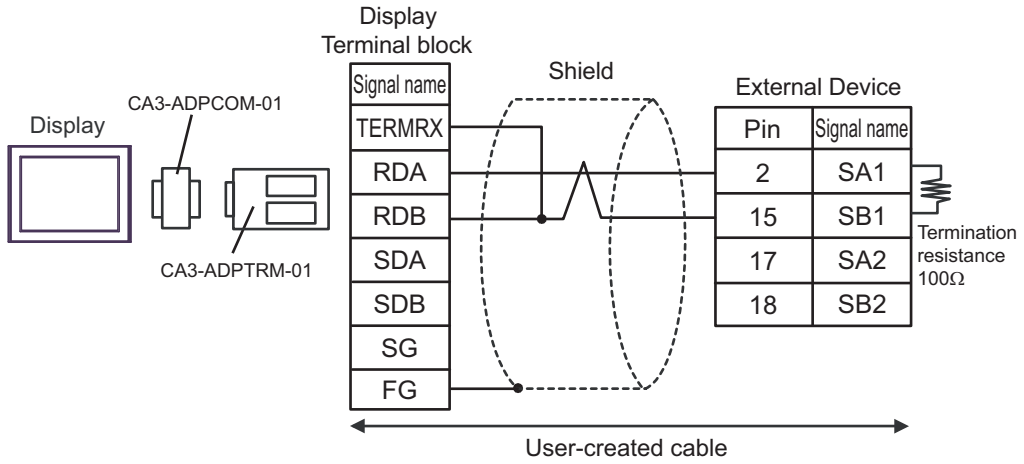 Display
CA3-ADPCOM-01
CA3-ADPTRM-01
Display
Terminal block
Signal name
TERMRX
RDA
RDB
SDA
SDB
SG
FG
Shield
External Device
Pin Signal name
2 SA1
15 SB1
17 SA2
18 SB2
Termination
resistance
100Ω
User-created cable